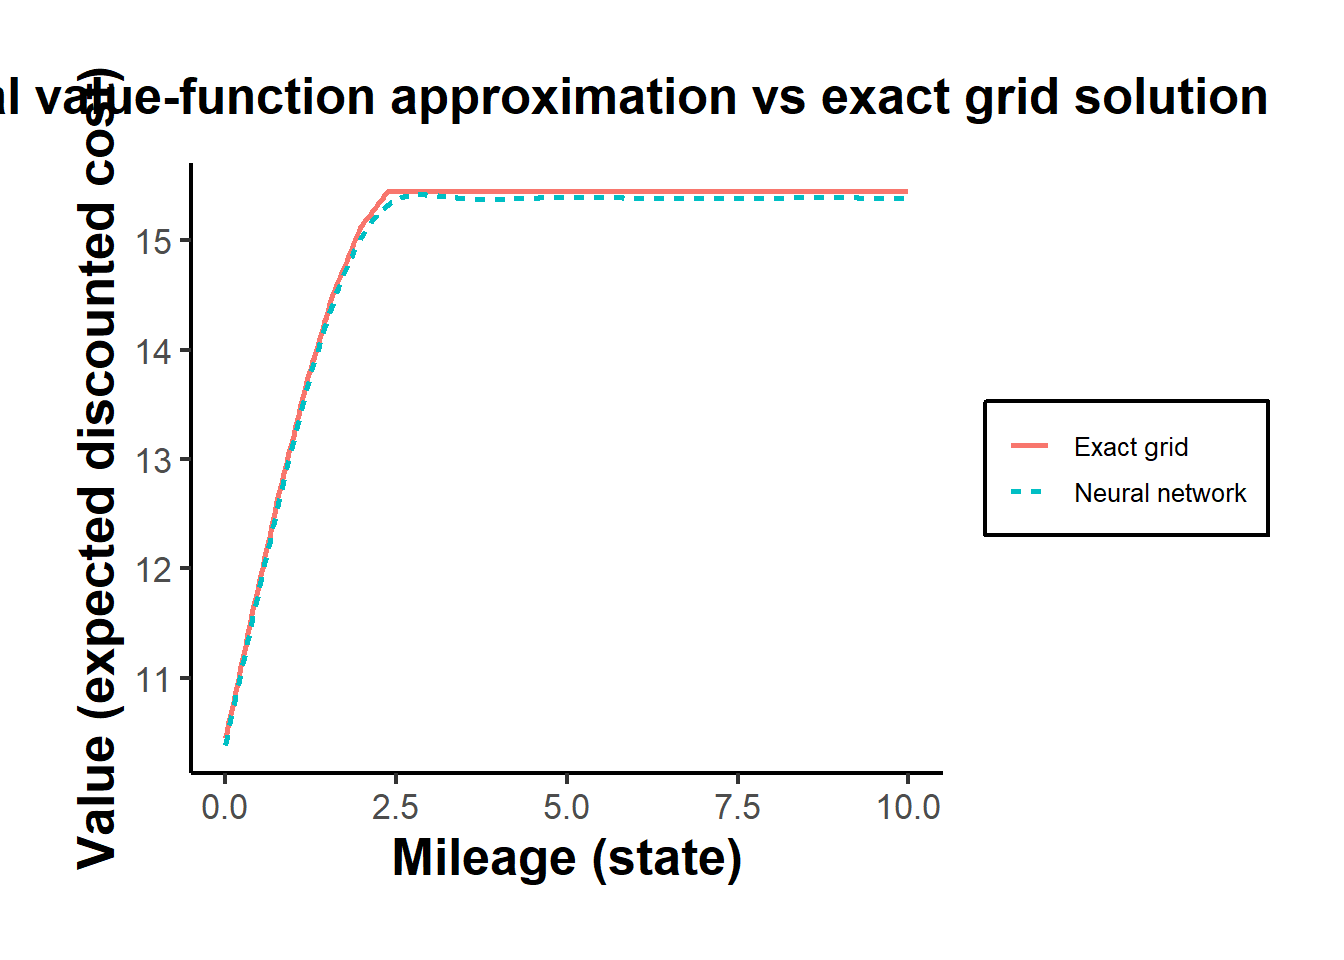 value-function approximation vs exact grid solution
Value (expected discounted cost)
15
14
13
12
11
0.0 2.5 5.0 7.5 10.0
Mileage (state)
Exact grid
Neural network